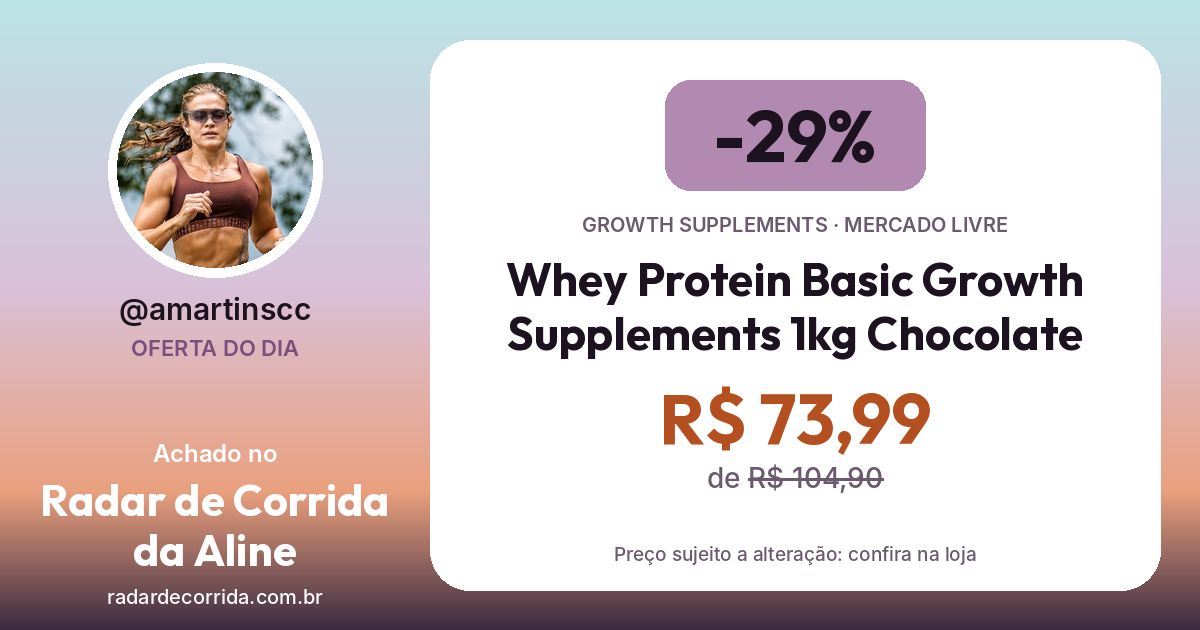 @amartinscc
OFERTA DO DIA
Achado no
Radar de Corrida
da Aline
radardecorrida.com.br
-29%
GROWTH SUPPLEMENTS · MERCADO LIVRE
Whey Protein Basic Growth
Supplements 1kg Chocolate
R$ 73,99
de R$ 104,90
Preço sujeito a alteração: confira na loja